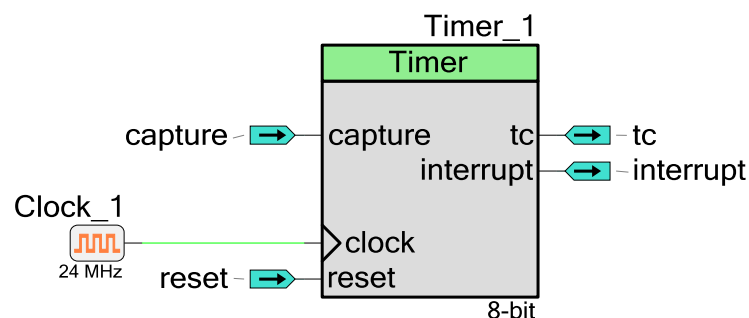 Timer_1
Timer
capture
capture
tc
tc
interrupt
interrupt
Clock_1
24 MHz
clock
reset
reset
8-bit